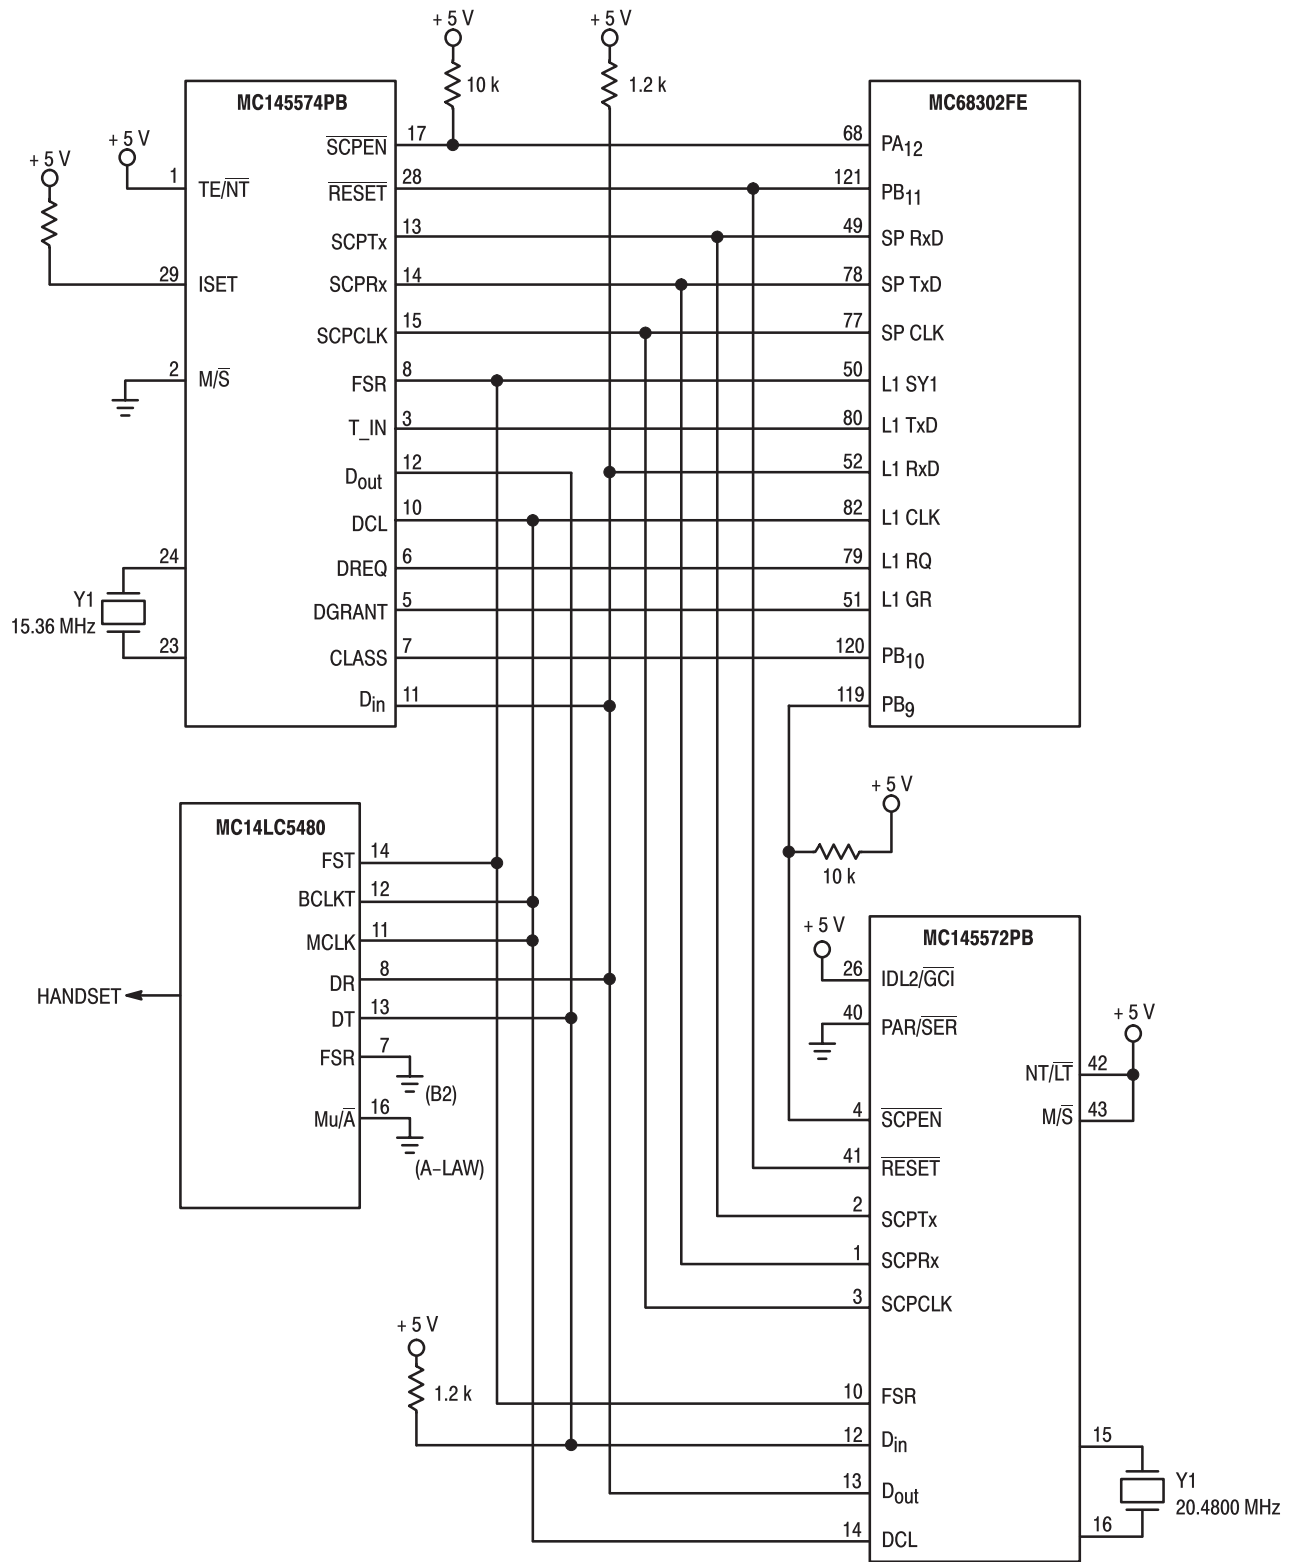 + 5 V
+ 5 V
10 k
1.2 k
MC145574PB
MC68302FE
+ 5 V
+ 5 V
1
TE/NT
29
ISET
2
M/S
24
Y1
15.36 MHz
23
SCPEN
17
RESET
28
SCPTx
13
SCPRx
14
SCPCLK
15
FSR
8
T_IN
3
Dout
12
DCL
10
DREQ
6
DGRANT
5
CLASS
7
Din
11
68
PA12
121
PB11
49
SP RxD
78
SP TxD
77
SP CLK
50
L1 SY1
80
L1 TxD
52
L1 RxD
82
L1 CLK
79
L1 RQ
51
L1 GR
120
PB10
119
PB9
+ 5 V
10 k
MC14LC5480
HANDSET
FST
14
BCLKT
12
MCLK
11
DR
8
DT
13
FSR
7
(B2)
Mu/A
16
(A–LAW)
MC145572PB
+ 5 V
26
IDL2/GCI
40
PAR/SER
+ 5 V
NT/LT
42
M/S
43
4
SCPEN
41
RESET
2
SCPTx
1
SCPRx
3
SCPCLK
+ 5 V
1.2 k
10
FSR
12
Din
13
Dout
14
DCL
15
Y1
20.4800 MHz
16